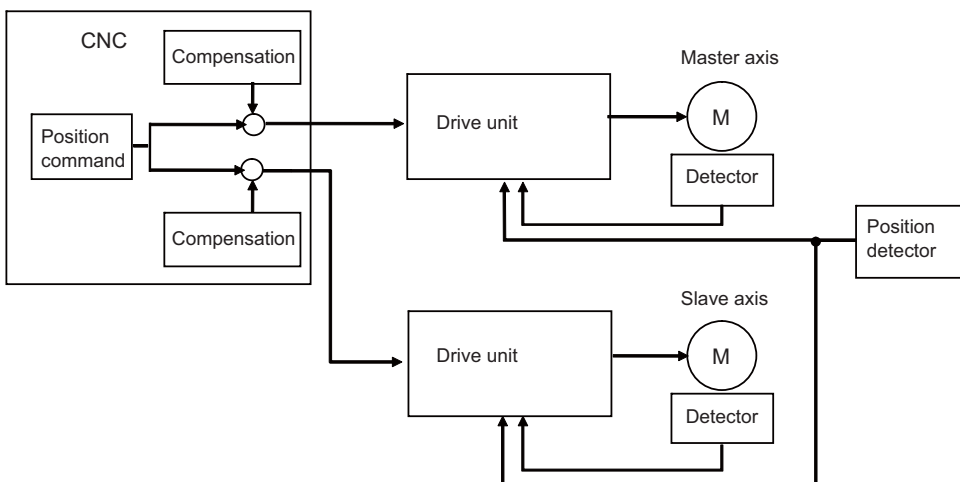 CNC
Compensation
Position
command
Compensation
Drive unit
Master axis
M
Detector
Position
detector
Slave axis
Drive unit
M
Detector